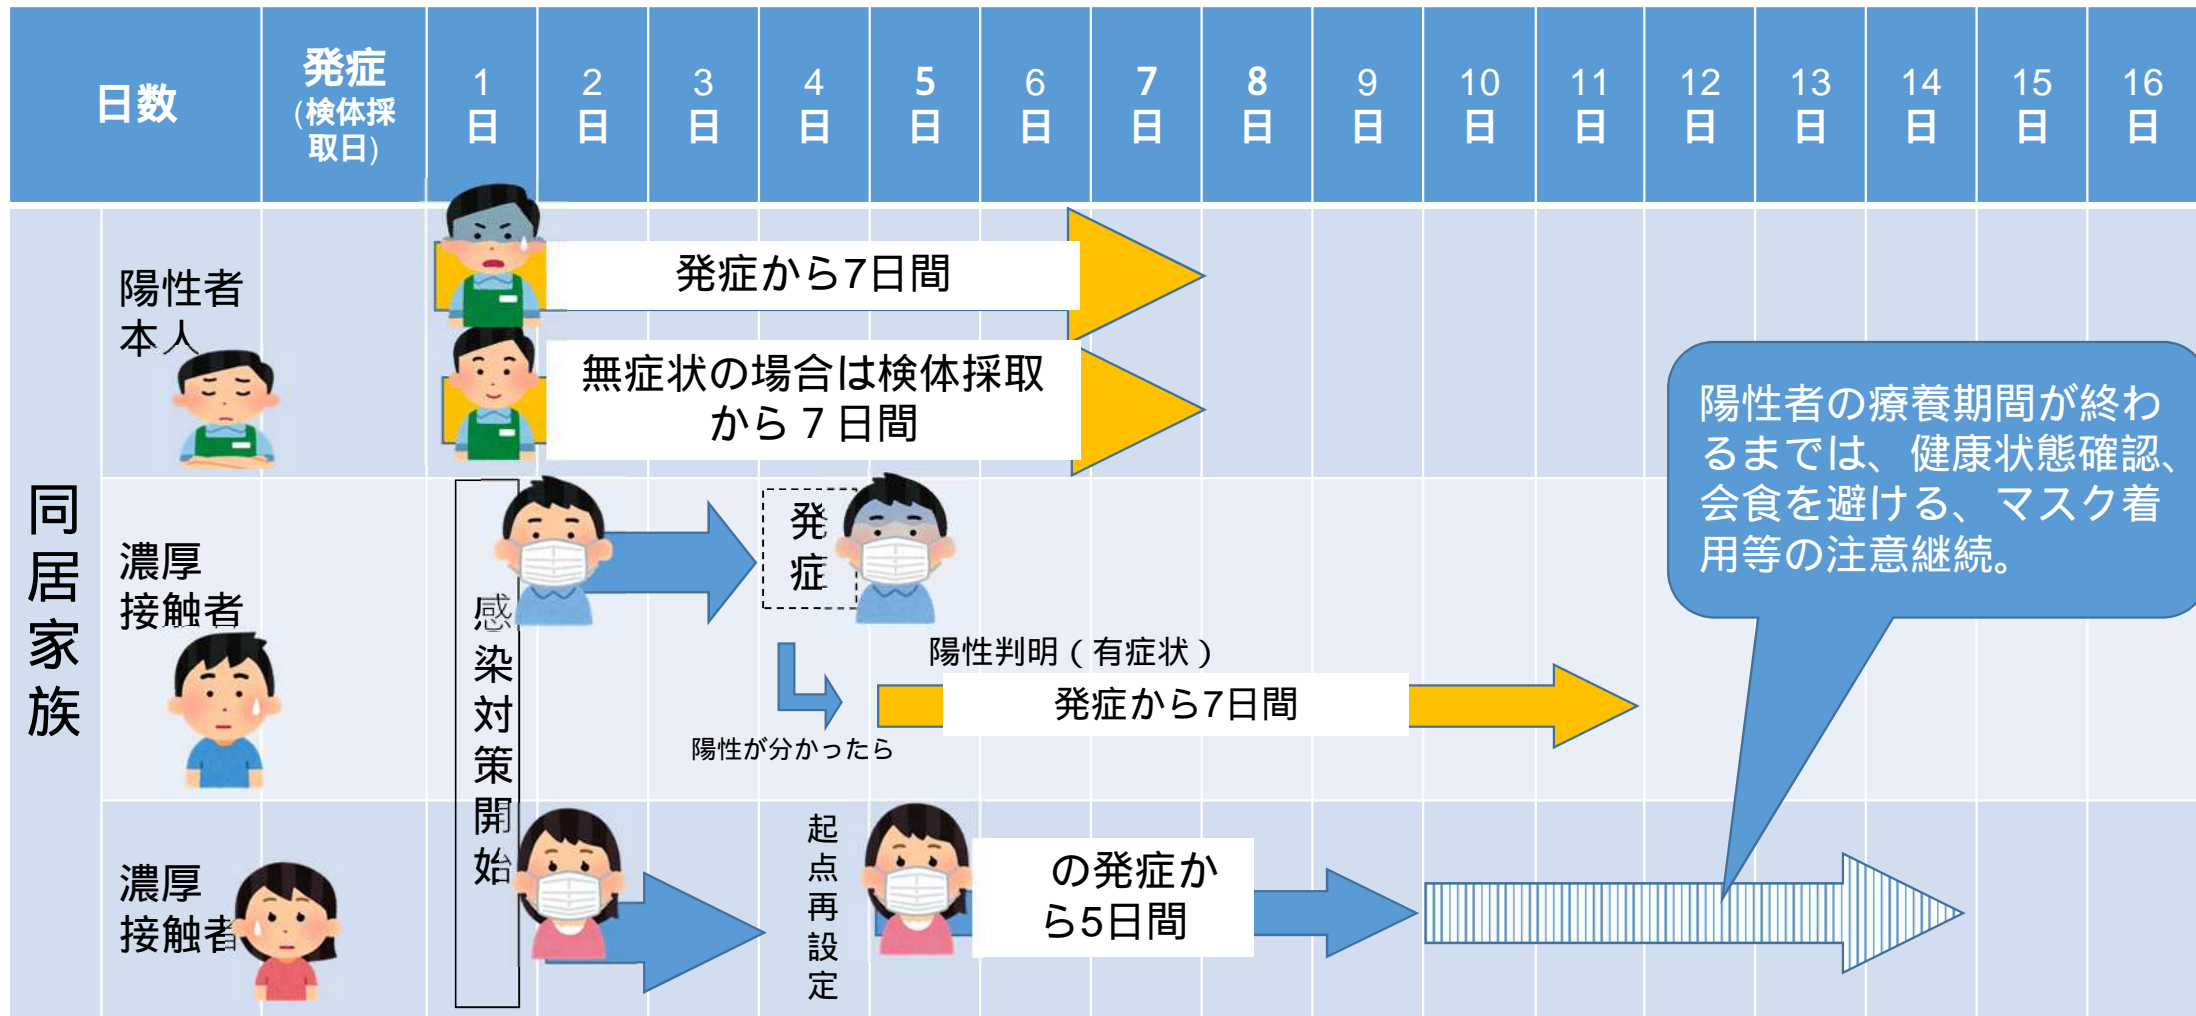 日数
発症
(検体採
取日)
1
日
2
日
3
日
4
日
5
日
6
日
7
日
8
日
9
日
10
日
11
日
12
日
13
日
14
日
15
日
16
日
同居家族
陽性者
本人
発症から7日間
無症状の場合は検体採取
から７日間
濃厚
接触者
感染対策開始
発症
陽性が分かったら
陽性判明（有症状）
発症から7日間
濃厚
接触者
起点再設定
の発症か
ら5日間
陽性者の療養期間が終わ
るまでは、健康状態確認、
会食を避ける、マスク着
用等の注意継続。